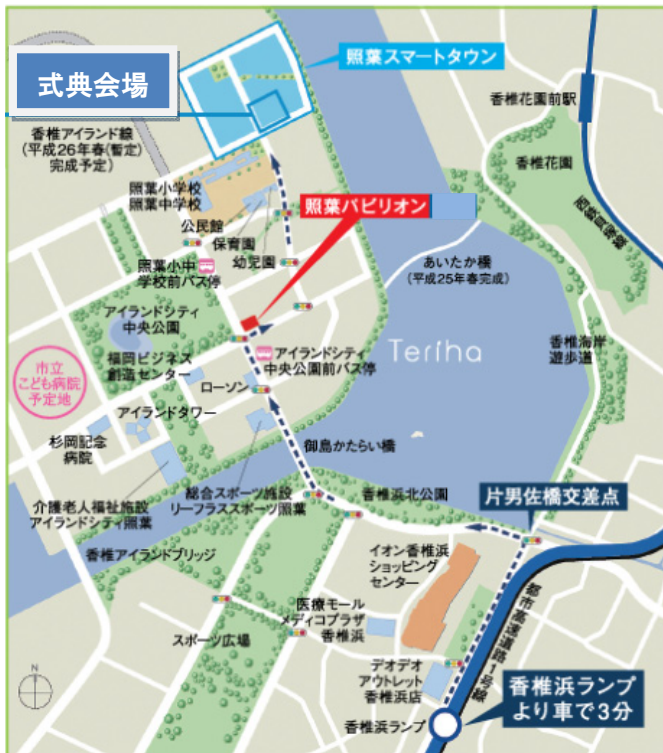 照葉スマートタウン
式典会場
香椎花園前駅
香椎アイランド線
(平成26年春(暫定)
完成予定)
香椎花園
西鉄貝塚線
照葉小学校
照葉中学校
照葉パビリオン
公民館
保育園
幼児園
照葉小中
学校前バス停
あいたか橋
(平成25年春完成)
アイランドシティ
中央公園
香椎海岸
遊歩道
Teriha
市立
こども病院
予定地
福岡ビジネス
創造センター
アイランドシティ
中央公園前バス停
ローソン
アイランドタワー
杉岡記念
病院
御島かたらい橋
介護老人福祉施設
アイランドシティ照葉
総合スポーツ施設
リーフラススポーツ照葉
香椎浜北公園
片男佐橋交差点
香椎アイランドブリッジ
イオン香椎浜
ショッピング
センター
都市高速道路1号線
医療モール
メディコプラザ
香椎浜
スポーツ広場
デオデオ
アウトレット
香椎浜店
香椎浜ランプ
より車で3分
香椎浜ランプ
N